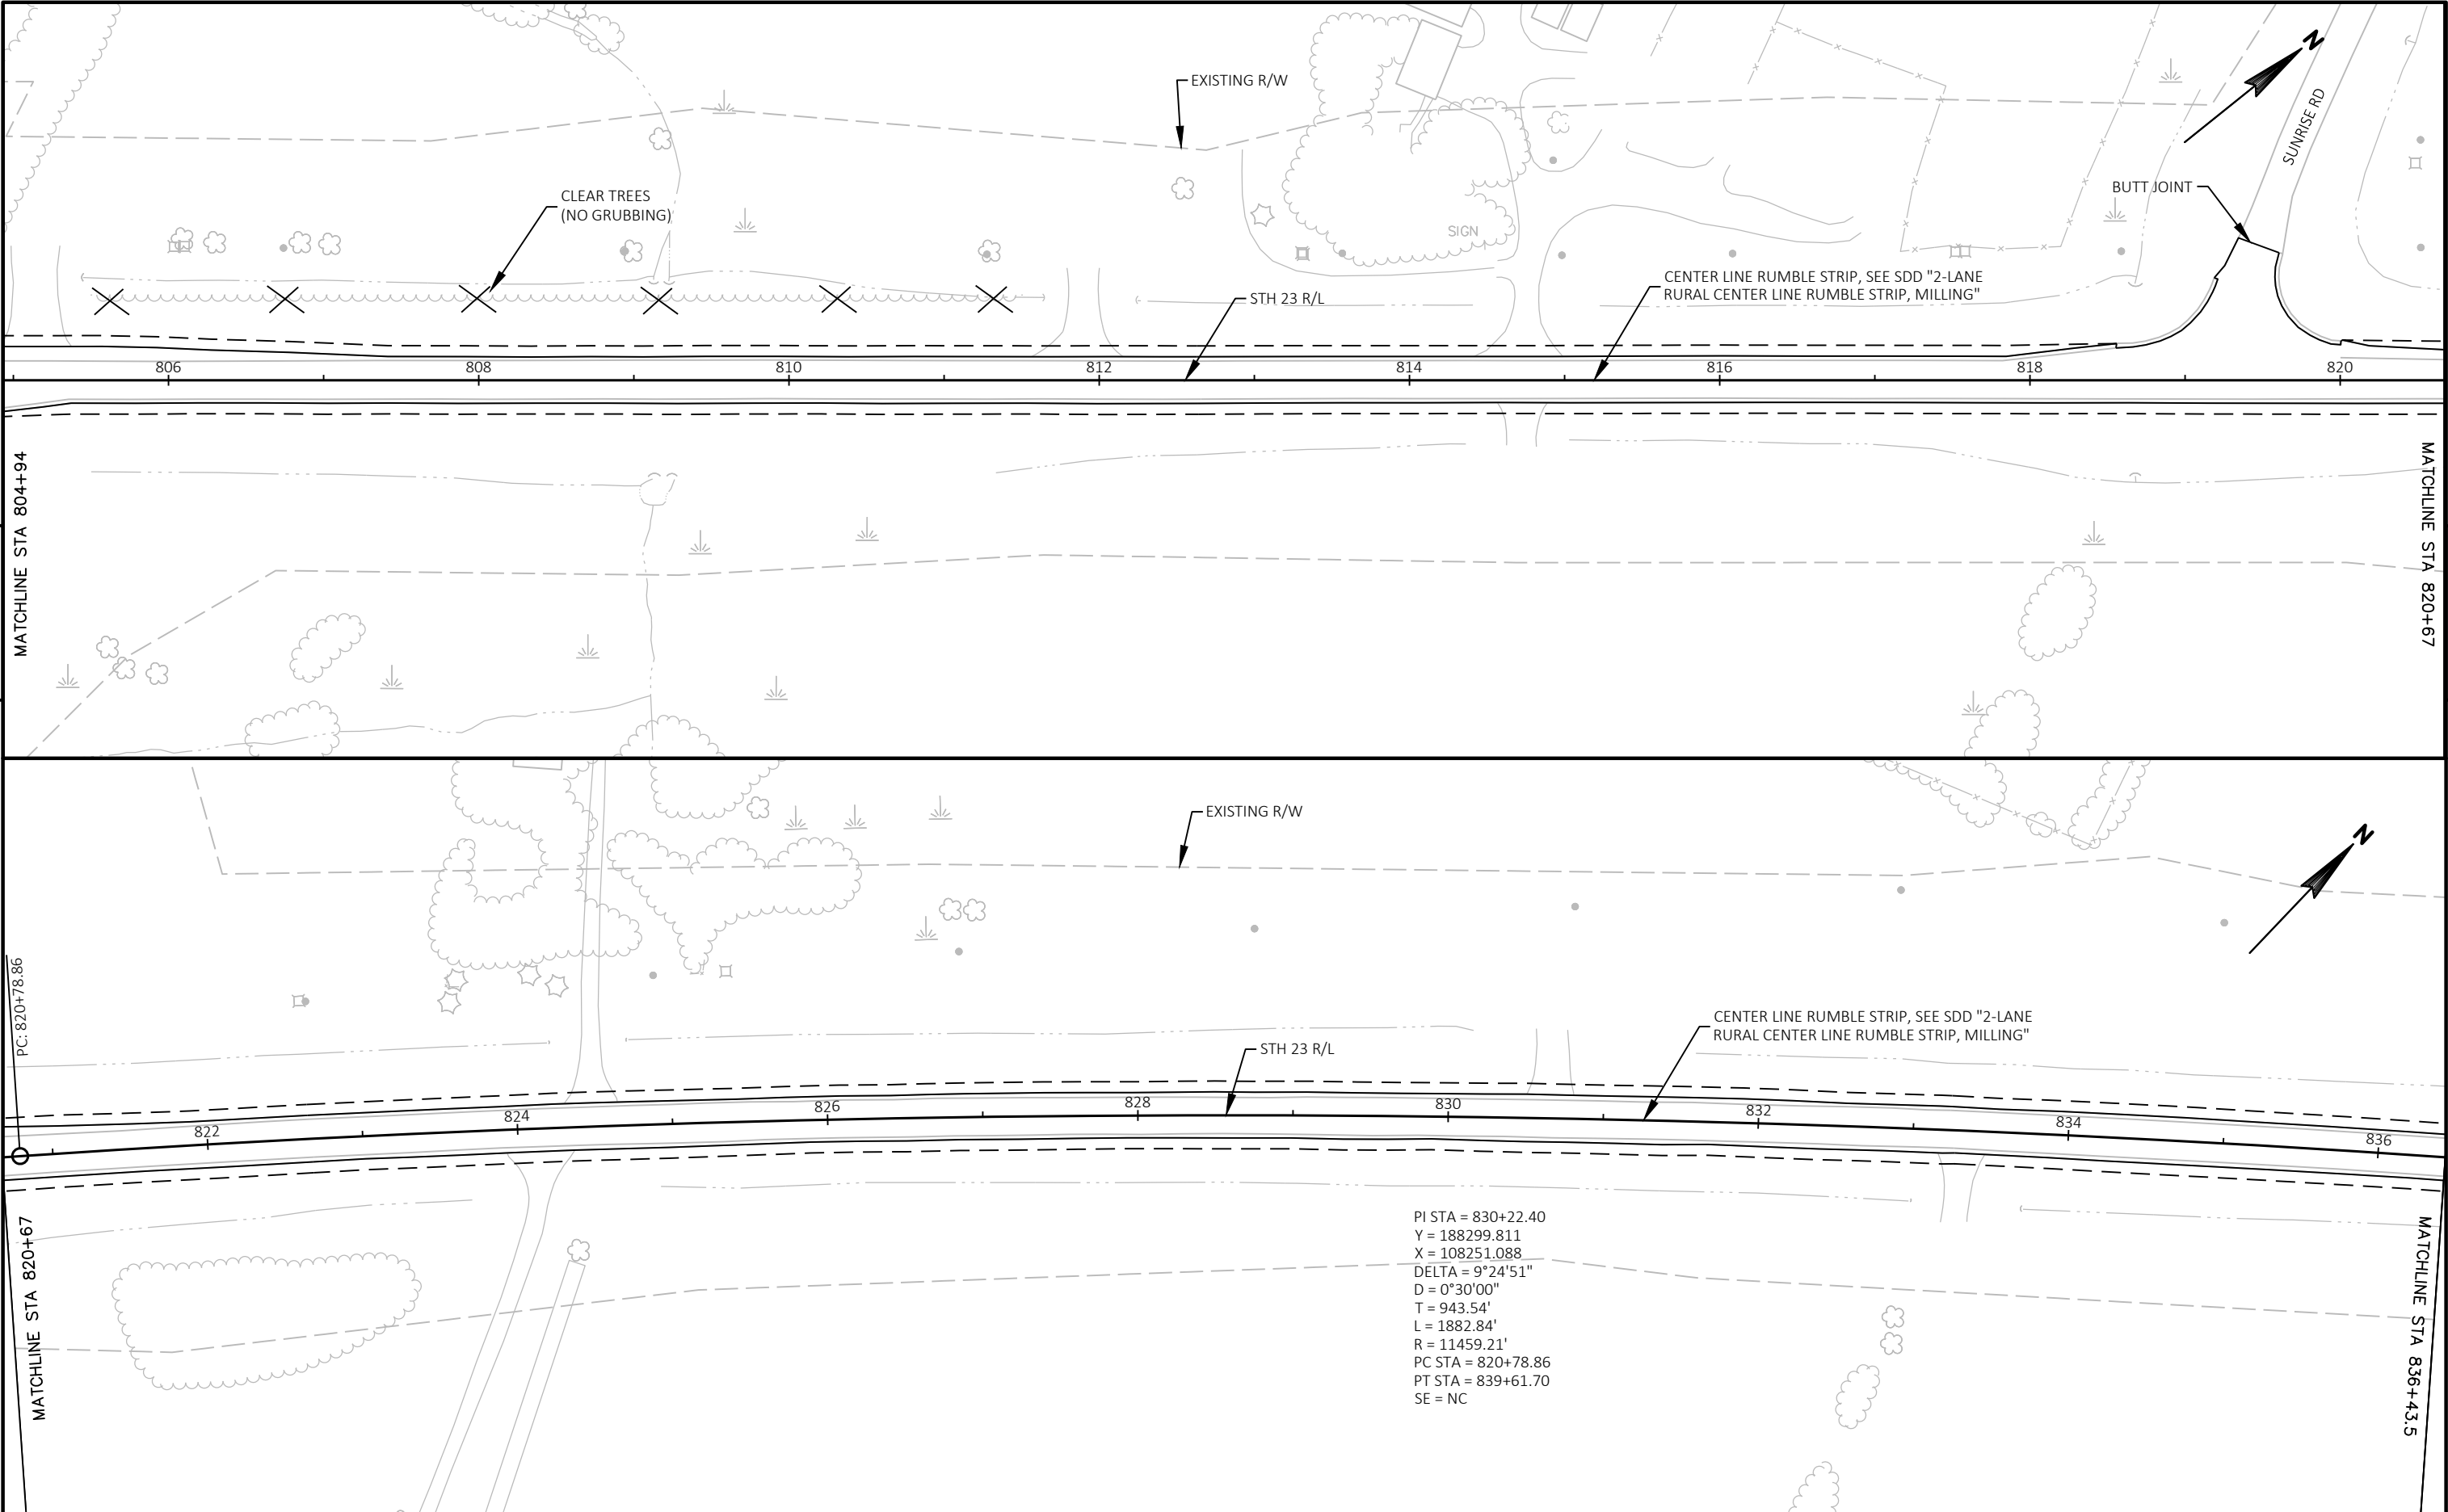 N
EXISTING R/W
SUNRISE RD
BUTT JOINT
CLEAR TREES
(NO GRUBBING)
SIGN
CENTER LINE RUMBLE STRIP, SEE SDD "2-LANE
RURAL CENTER LINE RUMBLE STRIP, MILLING"
STH 23 R/L
806
808
810
812
814
816
818
820
MATCHLINE STA 804+94
MATCHLINE STA 820+67
EXISTING R/W
N
PC: 820+78.86
CENTER LINE RUMBLE STRIP, SEE SDD "2-LANE
RURAL CENTER LINE RUMBLE STRIP, MILLING"
STH 23 R/L
822
824
826
828
830
832
834
836
MATCHLINE STA 820+67
PI STA = 830+22.40
Y = 188299.811
X = 108251.088
DELTA = 9°24'51"
D = 0°30'00"
T = 943.54'
L = 1882.84'
R = 11459.21'
PC STA = 820+78.86
PT STA = 839+61.70
SE = NC
MATCHLINE STA 836+43.5